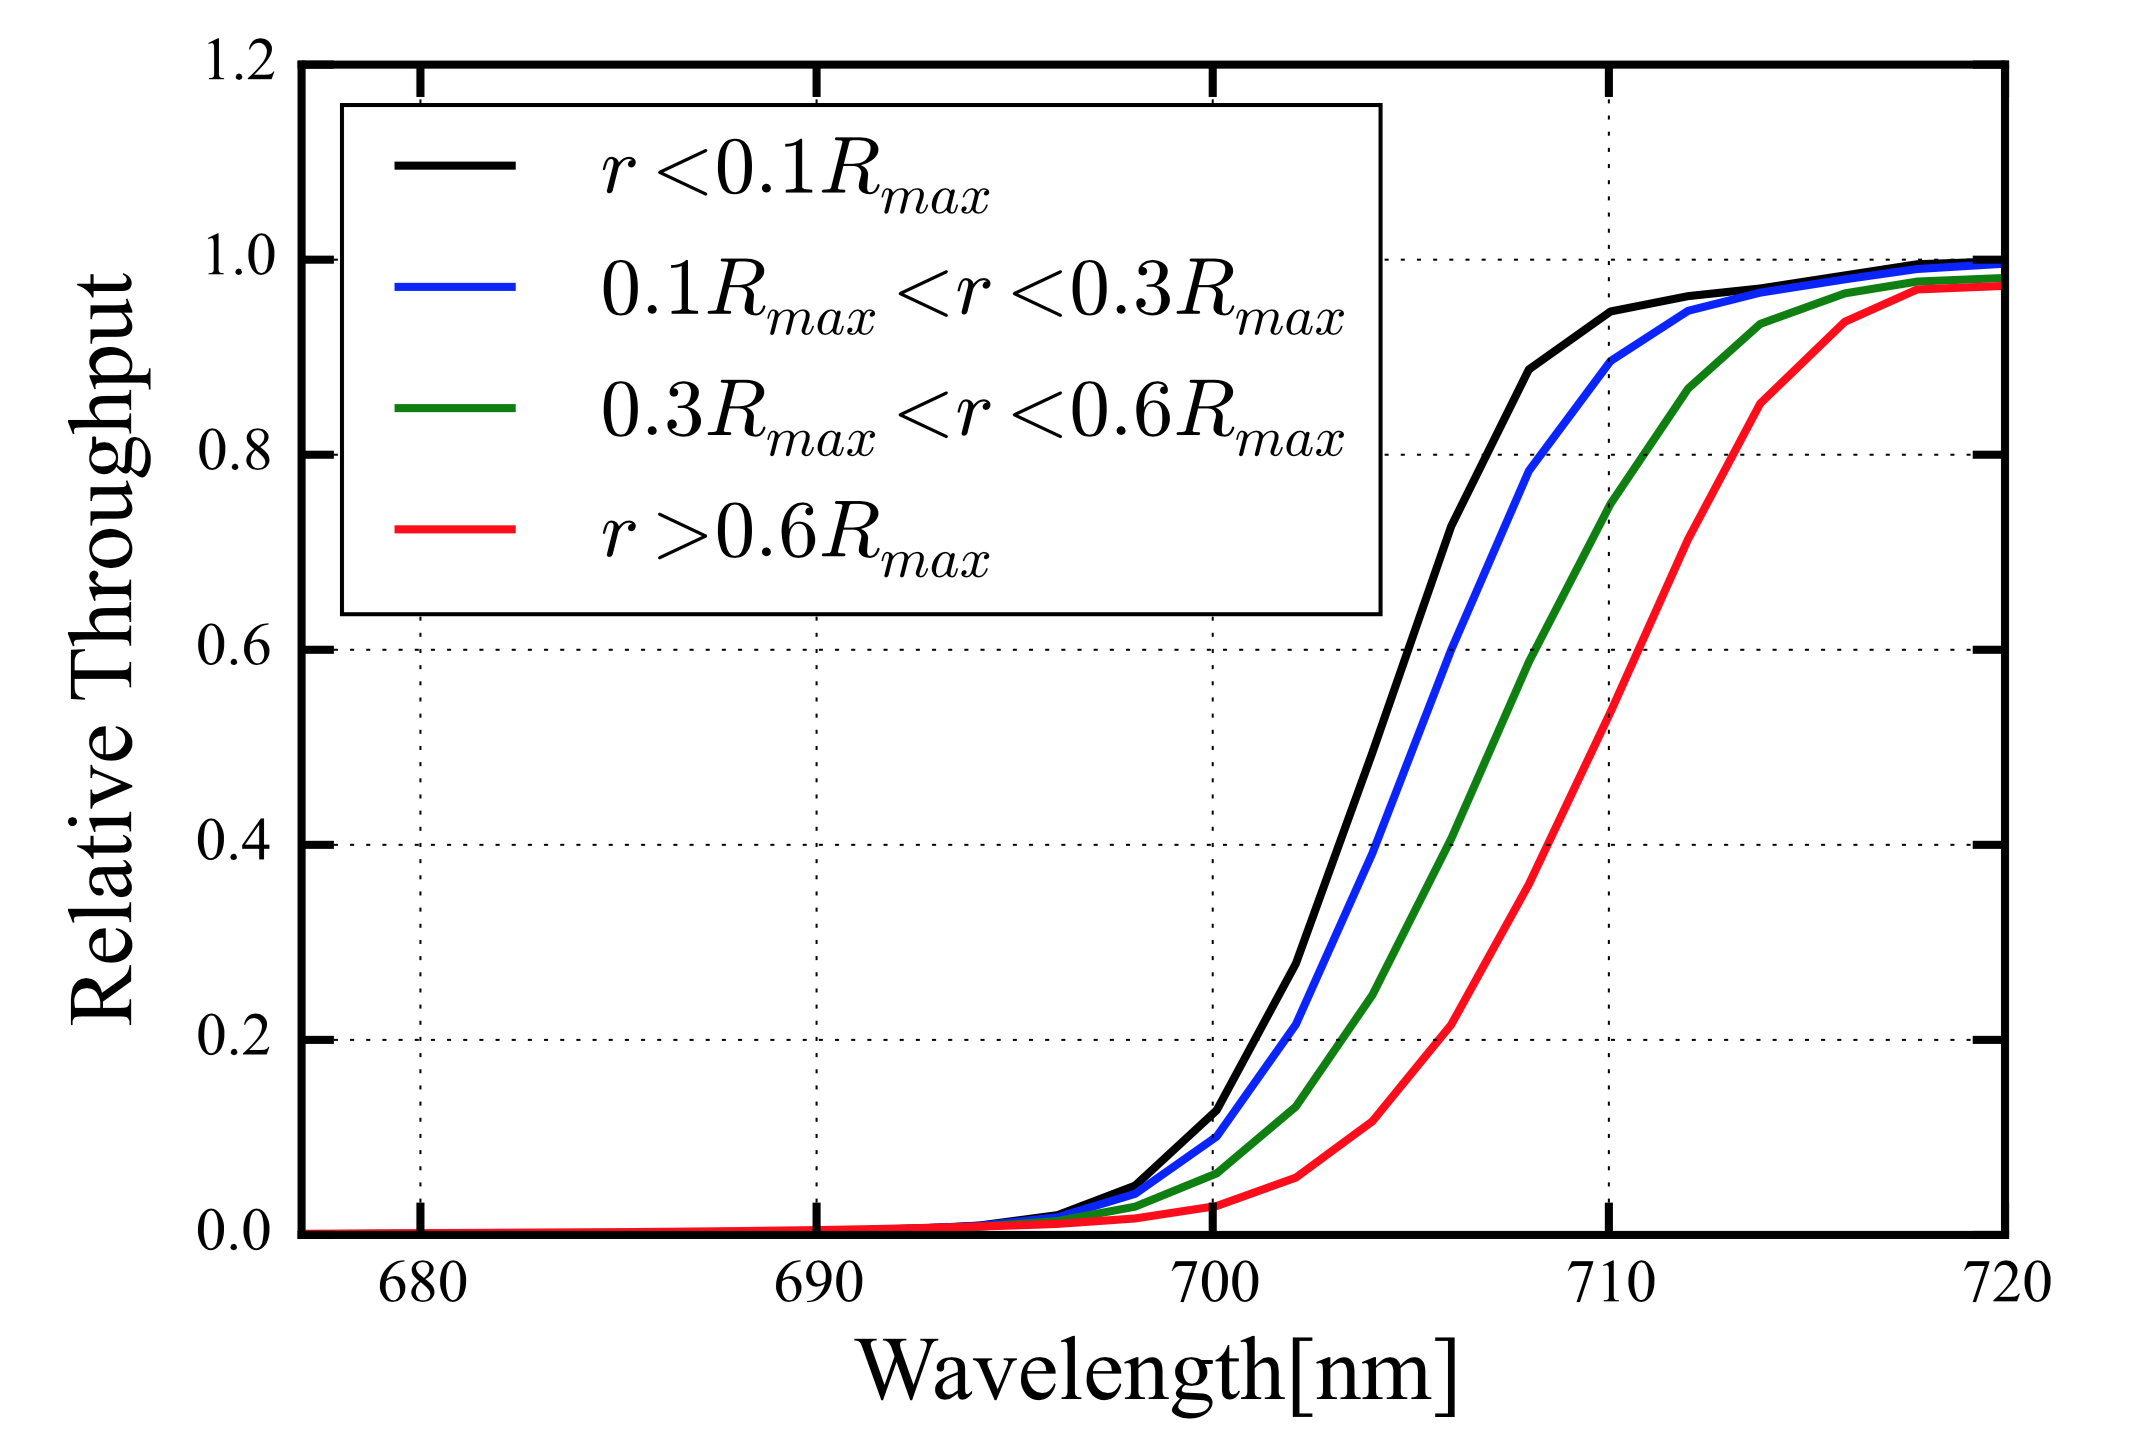 1.2
1.0
0.8
0.6
0.4
0.2
0.0
Relative Throughput
r <0.1R_max
0.1R_max <r <0.3R_max
0.3R_max <r <0.6R_max
r >0.6R_max
680 690 700 710 720
Wavelength[nm]